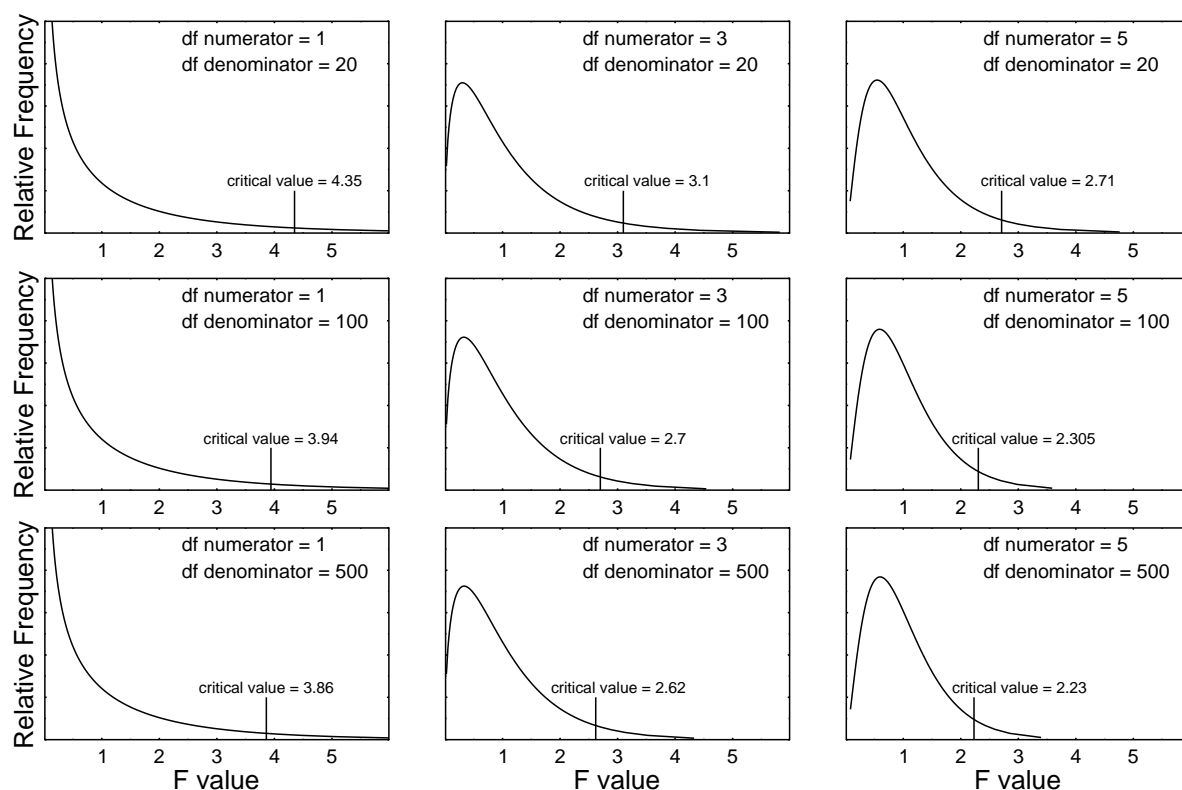 Relative Frequency
df numerator = 1
df denominator = 20
critical value = 4.35
1 2 3 4 5
df numerator = 3
df denominator = 20
critical value = 3.1
1 2 3 4 5
df numerator = 5
df denominator = 20
critical value = 2.71
1 2 3 4 5
Relative Frequency
df numerator = 1
df denominator = 100
critical value = 3.94
1 2 3 4 5
df numerator = 3
df denominator = 100
critical value = 2.7
1 2 3 4 5
df numerator = 5
df denominator = 100
critical value = 2.305
1 2 3 4 5
Relative Frequency
df numerator = 1
df denominator = 500
critical value = 3.86
1 2 3 4 5
F value
df numerator = 3
df denominator = 500
critical value = 2.62
1 2 3 4 5
F value
df numerator = 5
df denominator = 500
critical value = 2.23
1 2 3 4 5
F value